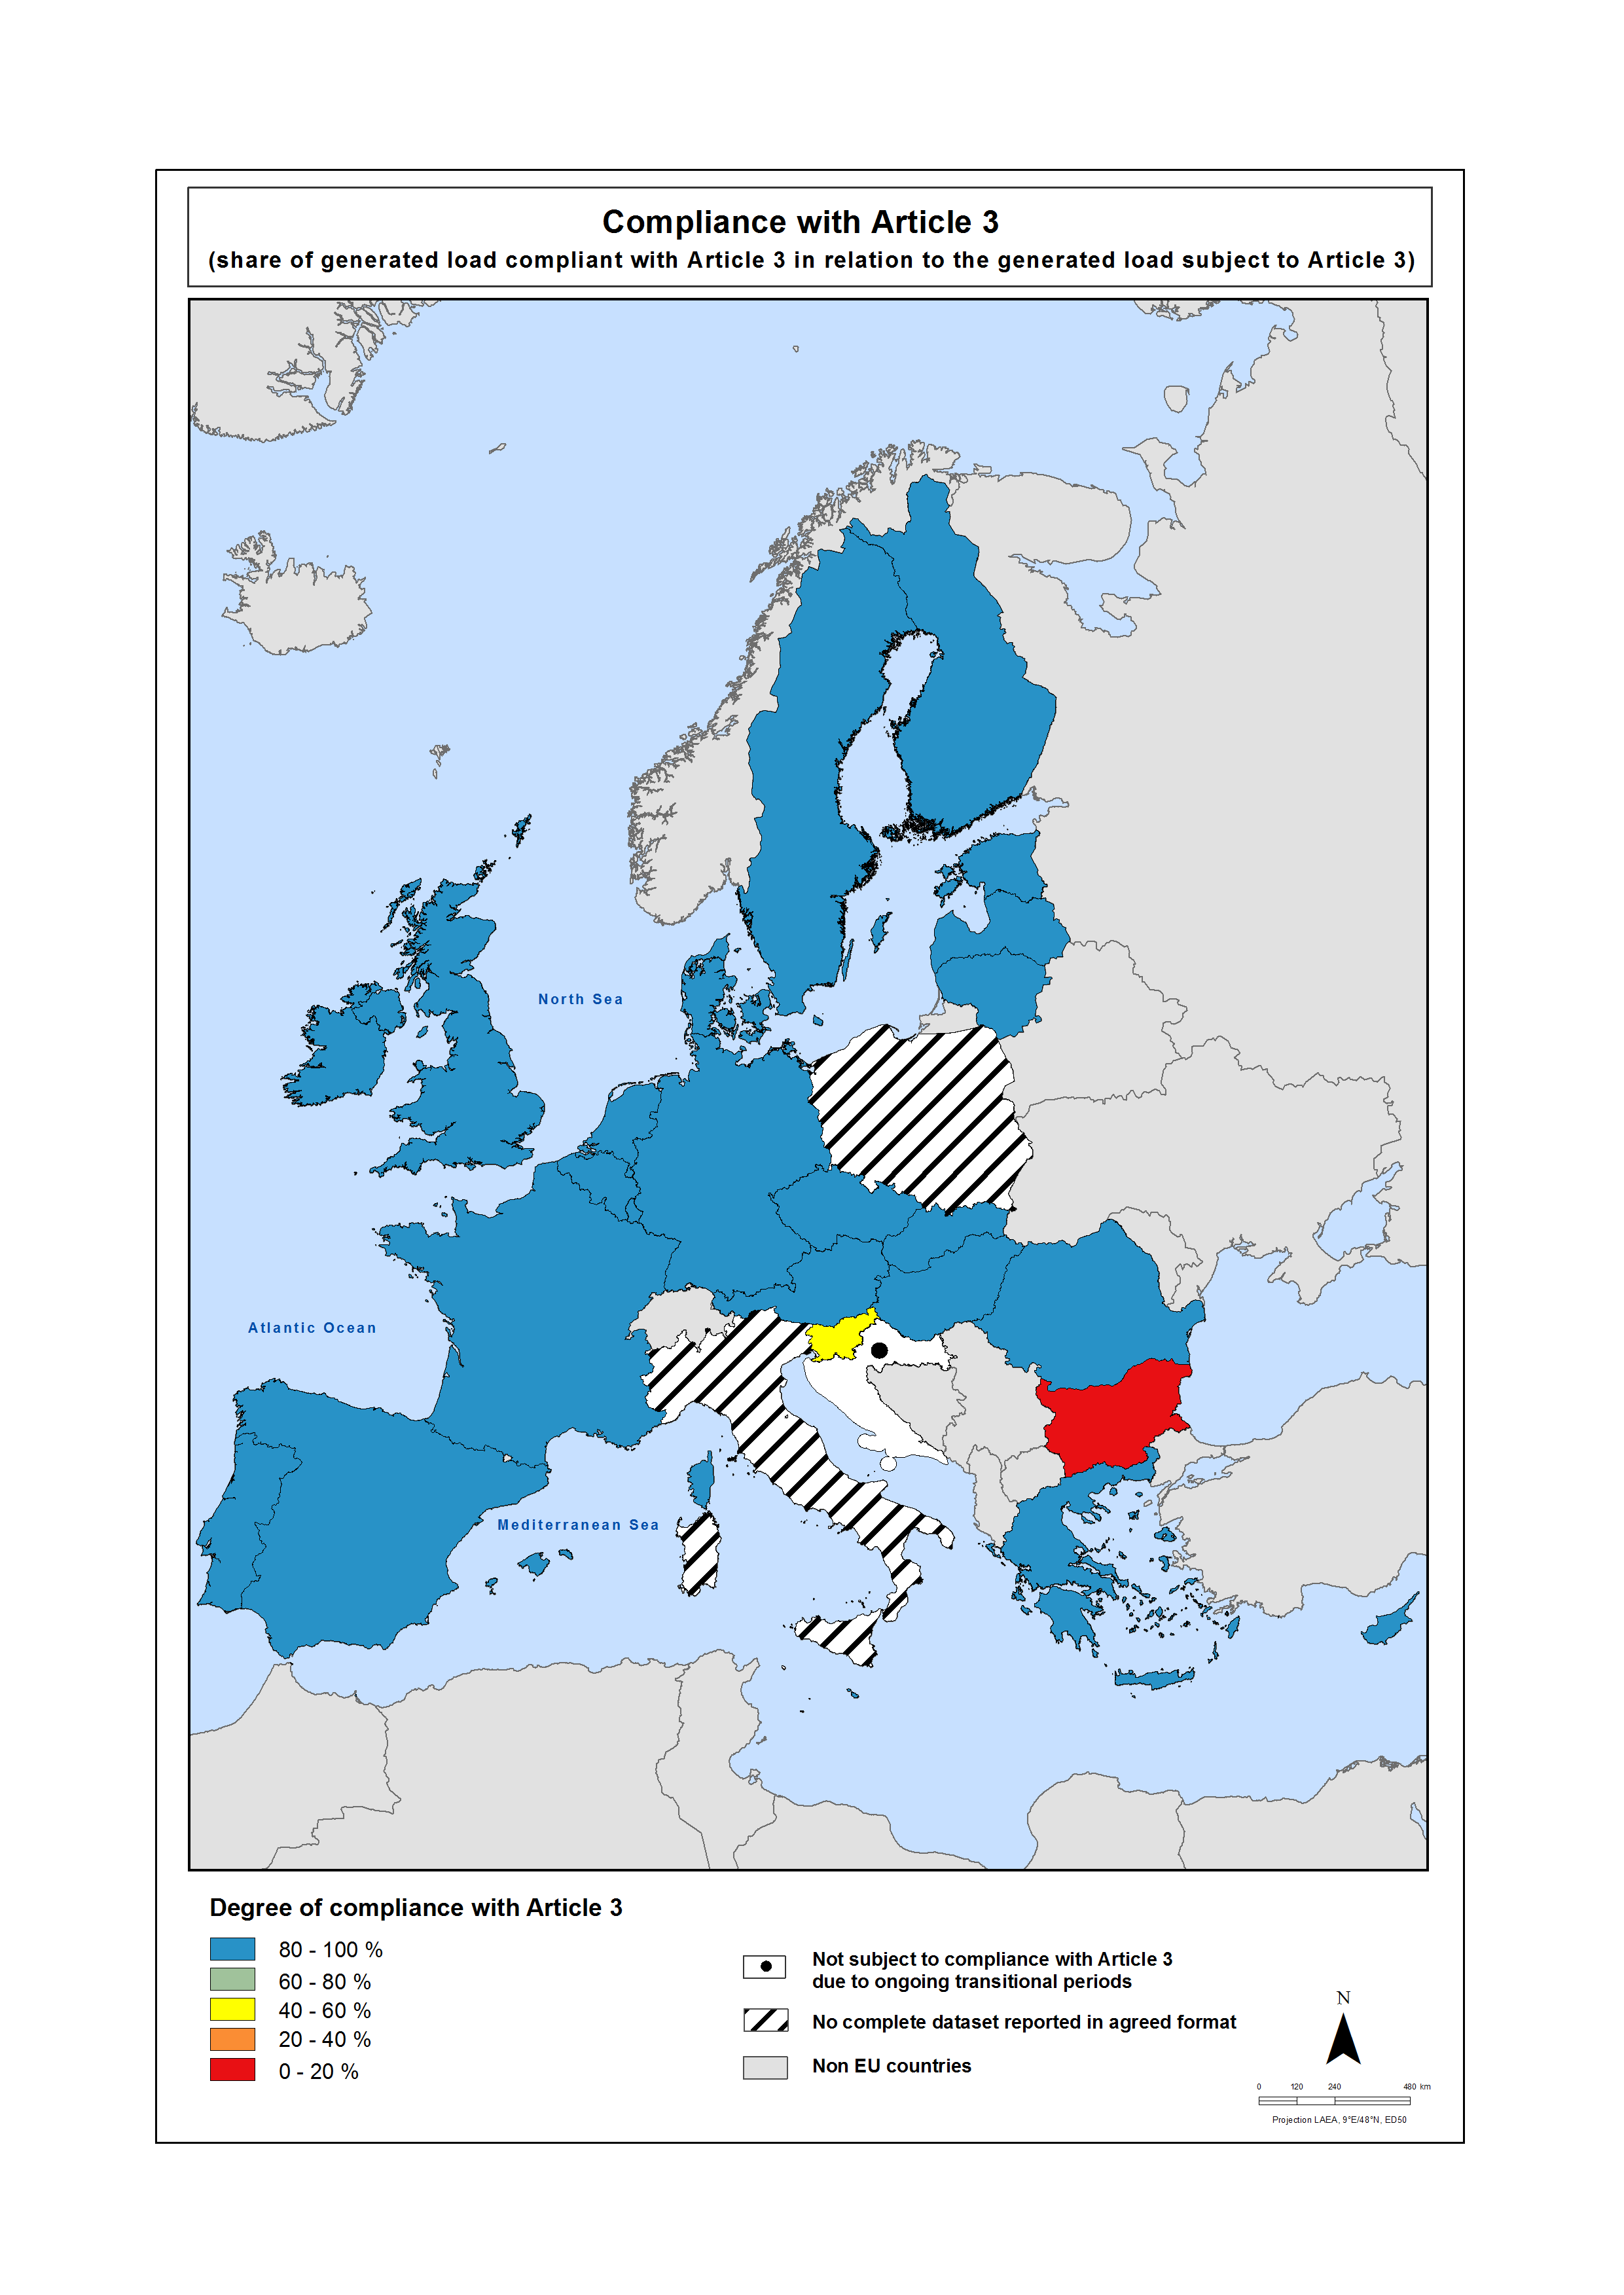 Compliance with Article 3
(share of generated load compliant with Article 3 in relation to the generated load subject to Article 3)
North Sea
Atlantic Ocean
Mediterranean Sea
Degree of compliance with Article 3
80 - 100 %
60 - 80 %
40 - 60 %
20 - 40 %
0 - 20 %
Not subject to compliance with Article 3
due to ongoing transitional periods
No complete dataset reported in agreed format
Non EU countries
N
0 120 240 480 km
Projection LAEA, 9°E/48°N, ED50